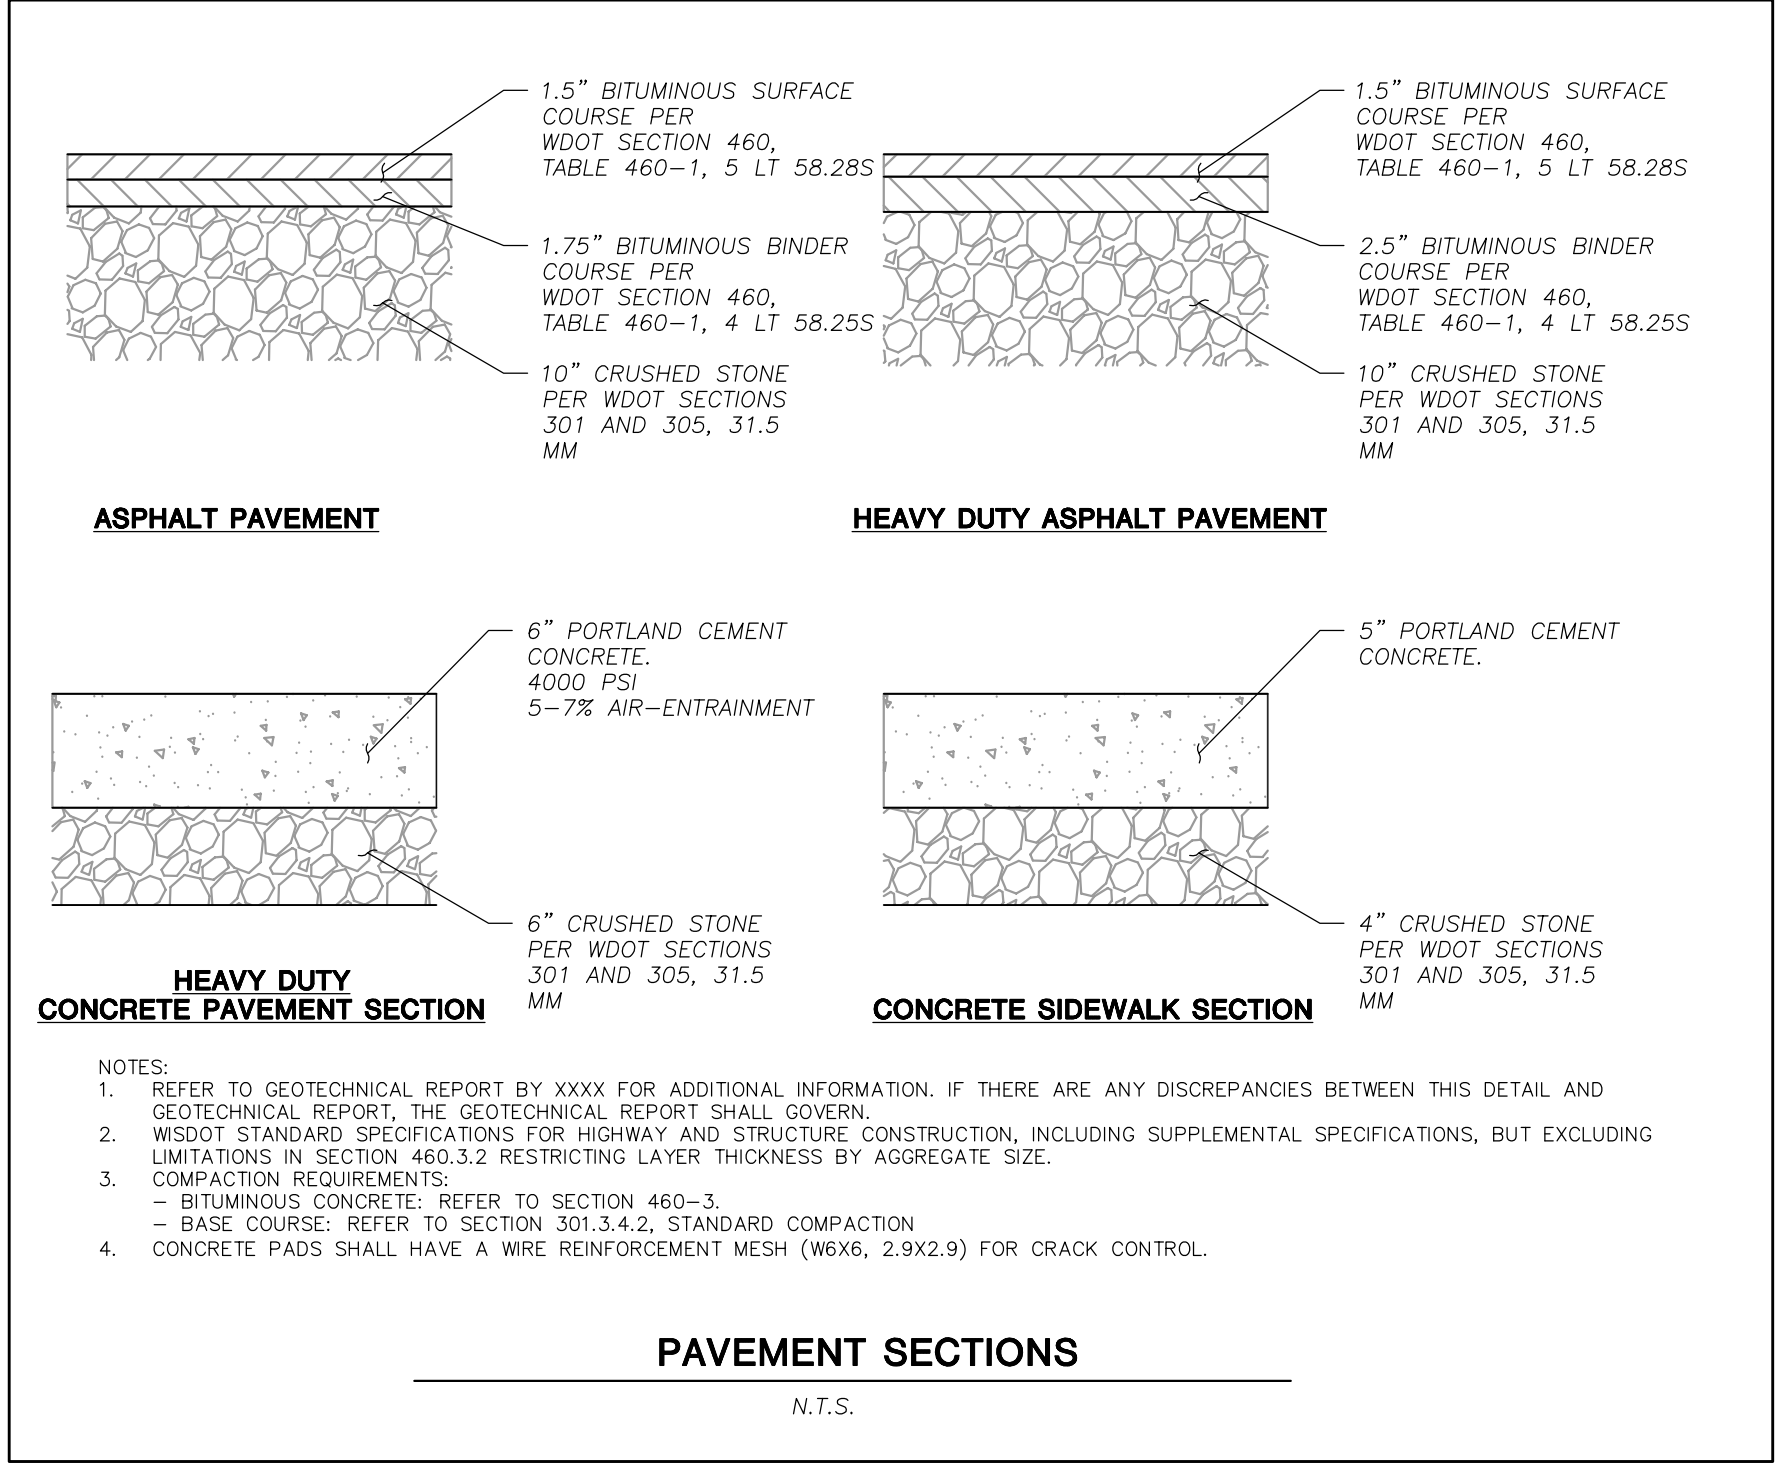 1.5” BITUMINOUS SURFACE
COURSE PER
WDOT SECTION 460,
TABLE 460-1, 5 LT 58.28S
1.75” BITUMINOUS BINDER
COURSE PER
WDOT SECTION 460,
TABLE 460-1, 4 LT 58.25S
10” CRUSHED STONE
PER WDOT SECTIONS
301 AND 305, 31.5
MM
ASPHALT PAVEMENT
1.5” BITUMINOUS SURFACE
COURSE PER
WDOT SECTION 460,
TABLE 460-1, 5 LT 58.28S
2.5” BITUMINOUS BINDER
COURSE PER
WDOT SECTION 460,
TABLE 460-1, 4 LT 58.25S
10” CRUSHED STONE
PER WDOT SECTIONS
301 AND 305, 31.5
MM
HEAVY DUTY ASPHALT PAVEMENT
6” PORTLAND CEMENT
CONCRETE.
4000 PSI
5-7% AIR-ENTRAINMENT
6” CRUSHED STONE
PER WDOT SECTIONS
301 AND 305, 31.5
MM
HEAVY DUTY
CONCRETE PAVEMENT SECTION
5” PORTLAND CEMENT
CONCRETE.
4” CRUSHED STONE
PER WDOT SECTIONS
301 AND 305, 31.5
MM
CONCRETE SIDEWALK SECTION
NOTES:
1. REFER TO GEOTECHNICAL REPORT BY XXXX FOR ADDITIONAL INFORMATION. IF THERE ARE ANY DISCREPANCIES BETWEEN THIS DETAIL AND
GEOTECHNICAL REPORT, THE GEOTECHNICAL REPORT SHALL GOVERN.
2. WISDOT STANDARD SPECIFICATIONS FOR HIGHWAY AND STRUCTURE CONSTRUCTION, INCLUDING SUPPLEMENTAL SPECIFICATIONS, BUT EXCLUDING
LIMITATIONS IN SECTION 460.3.2 RESTRICTING LAYER THICKNESS BY AGGREGATE SIZE.
3. COMPACTION REQUIREMENTS:
- BITUMINOUS CONCRETE: REFER TO SECTION 460-3.
- BASE COURSE: REFER TO SECTION 301.3.4.2, STANDARD COMPACTION
4. CONCRETE PADS SHALL HAVE A WIRE REINFORCEMENT MESH (W6X6, 2.9X2.9) FOR CRACK CONTROL.
PAVEMENT SECTIONS
N.T.S.